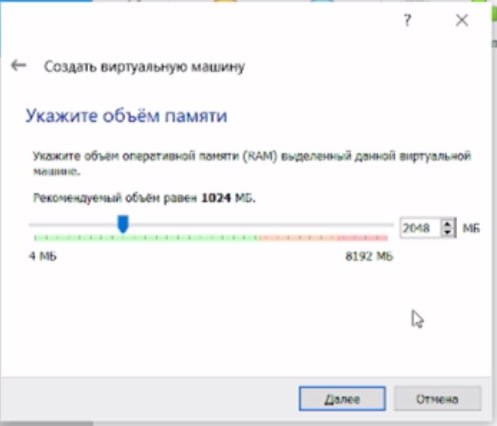 ?
Создать виртуальную машину
Укажите объём памяти
Укажите объём оперативной памяти (RAM) выделенный данной виртуальной
машине.
Рекомендуемый объём равен 1024 МБ.
2048 МБ
4 МБ 8192 МБ
Далее Отмена